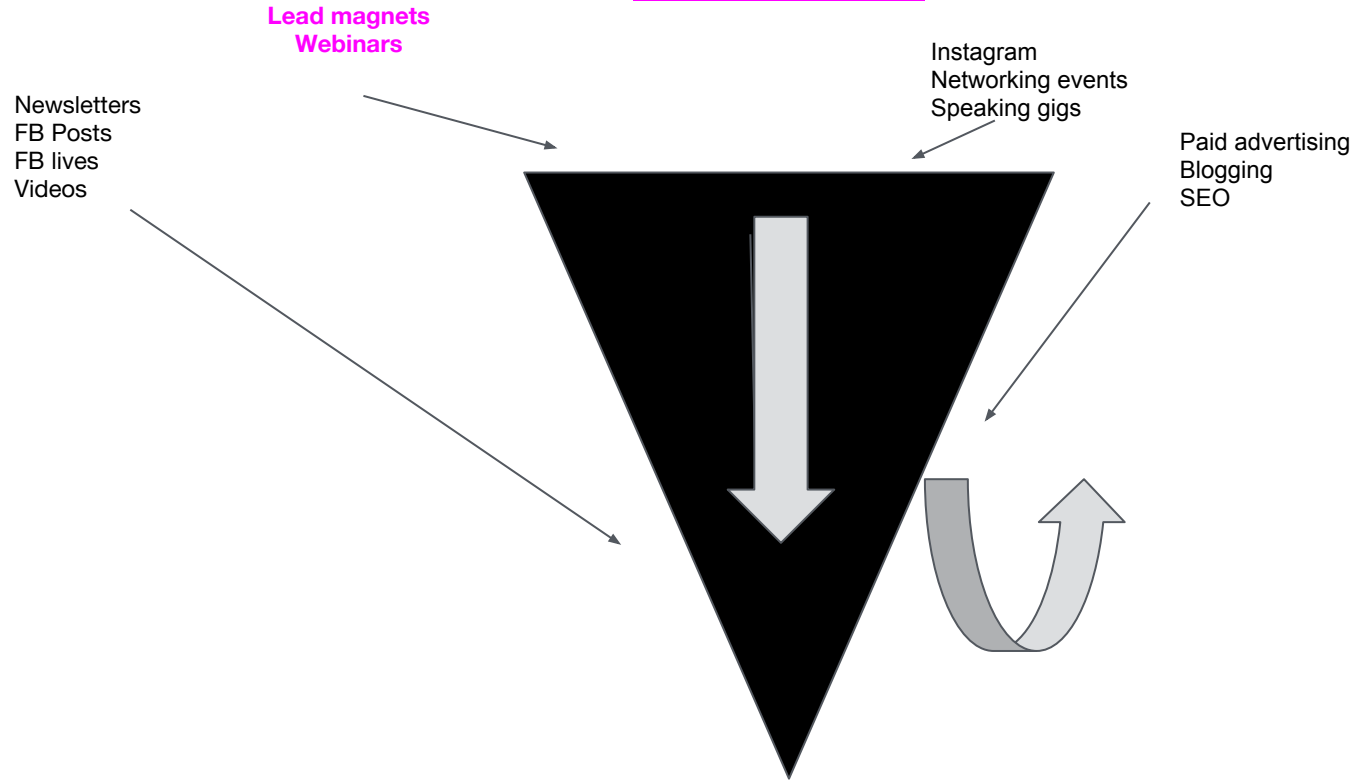 Lead magnets
Webinars
Instagram
Networking events
Speaking gigs
Newsletters
FB Posts
FB lives
Videos
Paid advertising
Blogging
SEO